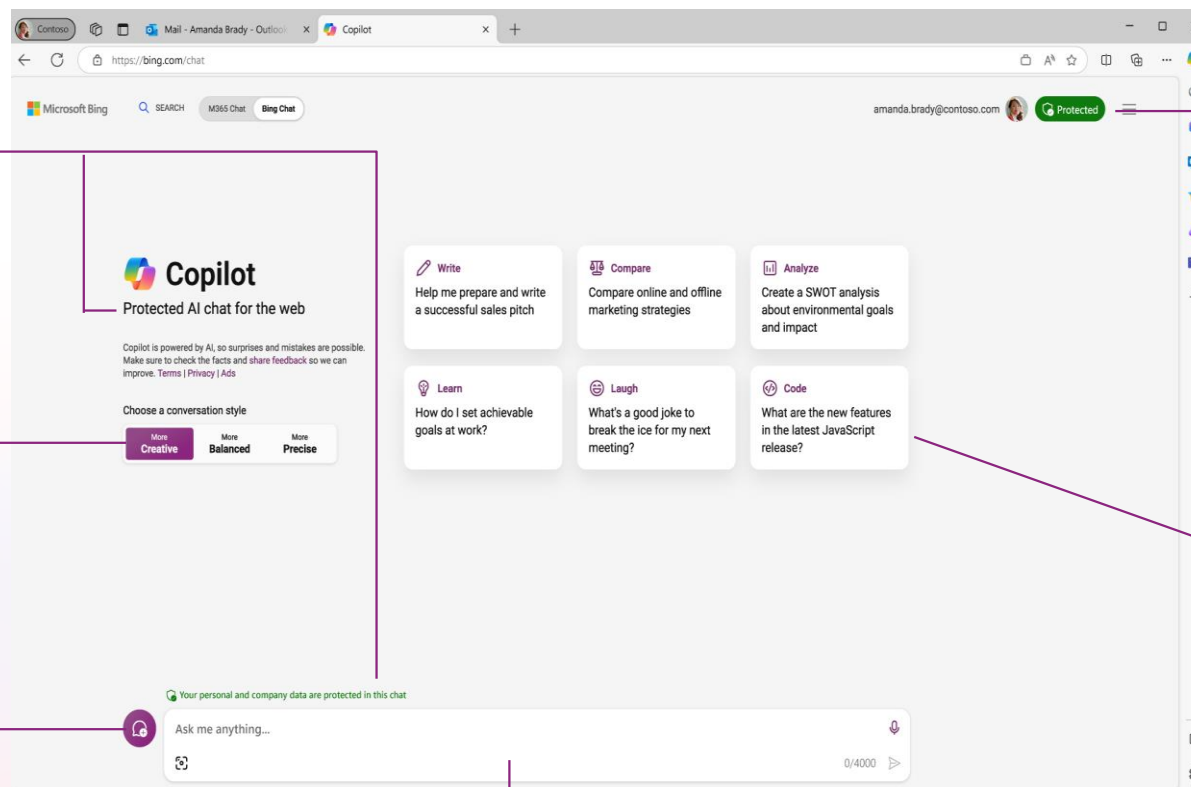 Contoso
Mail - Amanda Brady - Outloo
Copilot
https://bing.com/chat
Microsoft Bing
SEARCH
M365 Chat
Bing Chat
amanda.brady@contoso.com
Protected
Copilot
Protected AI chat for the web
Copilot is powered by AI, so surprises and mistakes are possible.
Make sure to check the facts and share feedback so we can
improve. Terms | Privacy | Ads
Choose a conversation style
More
Creative
More
Balanced
More
Precise
Write
Help me prepare and write
a successful sales pitch
Compare
Compare online and offline
marketing strategies
Analyze
Create a SWOT analysis
about environmental goals
and impact
Learn
How do I set achievable
goals at work?
Laugh
What's a good joke to
break the ice for my next
meeting?
Code
What are the new features
in the latest JavaScript
release?
Your personal and company data are protected in this chat
Ask me anything...
0/4000